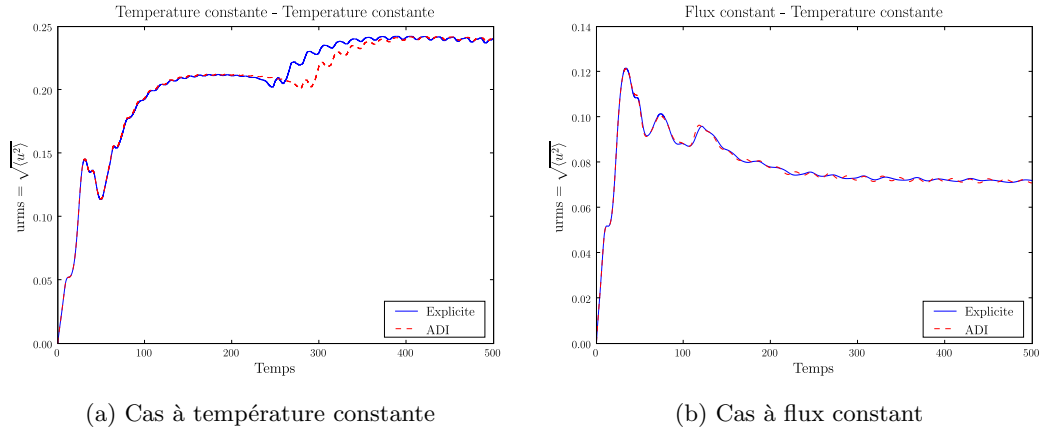 Temperature constante - Temperature constante
0.25
0.20
0.15
0.10
0.05
0.00
urms = √⟨u²⟩
0
100
200
300
400
500
Temps
Explicite
ADI
(a) Cas à température constante
Flux constant - Temperature constante
0.14
0.12
0.10
0.08
0.06
0.04
0.02
0.00
urms = √⟨u²⟩
0
100
200
300
400
500
Temps
Explicite
ADI
(b) Cas à flux constant